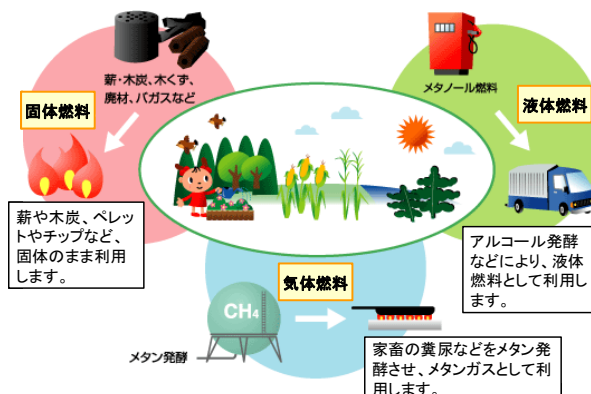 薪・木炭、木くず、
廃材、バガスなど
固体燃料
薪や木炭、ペレッ
トやチップなど、
固体のまま利用
します。
メタノール燃料
液体燃料
アルコール発酵
などにより、液体
燃料として利用し
ます。
気体燃料
CH4
メタン発酵
家畜の糞尿などをメタン発
酵させ、メタンガスとして利
用します。